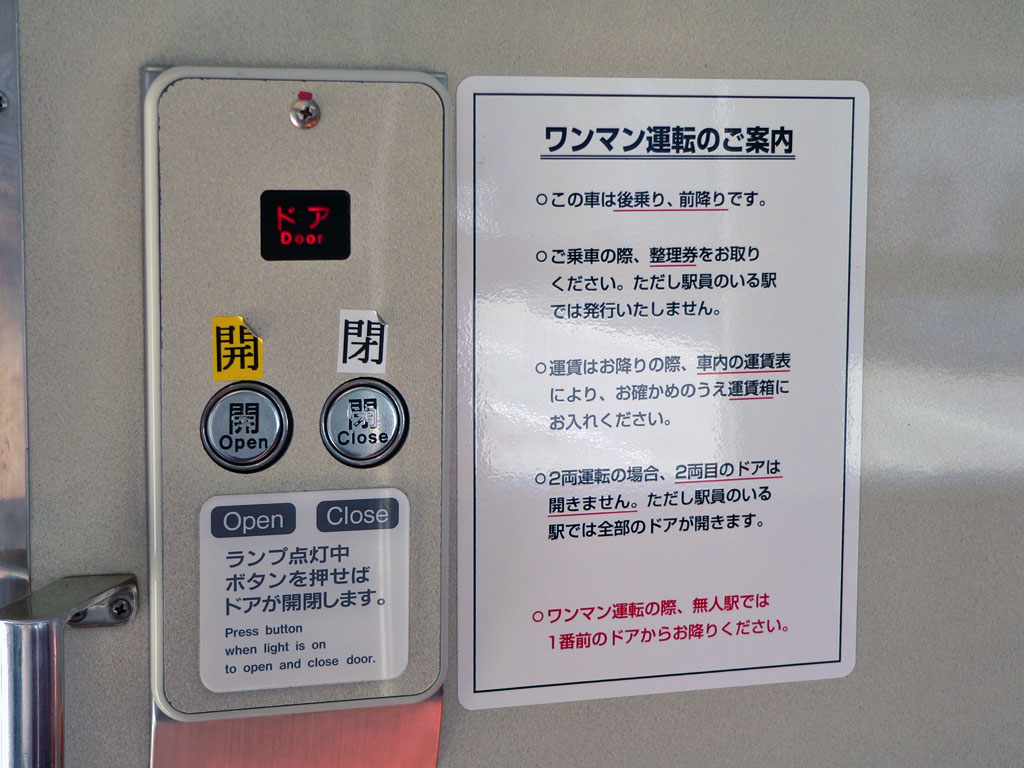 ドア
Door
開
閉
開
Open
閉
Close
Open
Close
ランプ点灯中
ボタンを押せば
ドアが開閉します。
Press button
when light is on
to open and close door.
ワンマン運転のご案内
○この車は後乗り、前降りです。
○ご乗車の際、整理券をお取り
ください。ただし駅員のいる駅
では発行いたしません。
○運賃はお降りの際、車内の運賃表
により、お確かめのうえ運賃箱に
お入れください。
○2両運転の場合、2両目のドアは
開きません。ただし駅員のいる
駅では全部のドアが開きます。
○ワンマン運転の際、無人駅では
1番前のドアからお降りください。